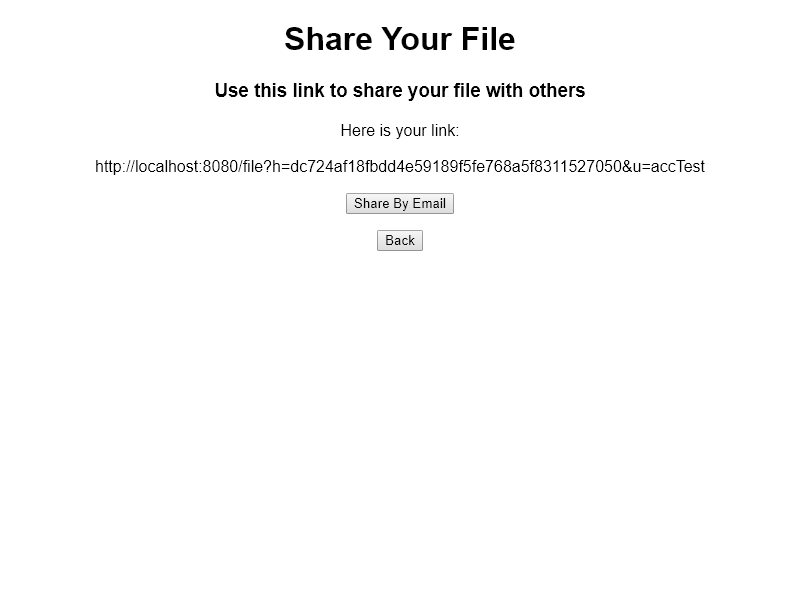 Share Your File
Use this link to share your file with others
Here is your link:
http://localhost:8080/file?h=dc724af18fbdd4e59189f5fe768a5f8311527050&u=accTest
Share By Email
Back